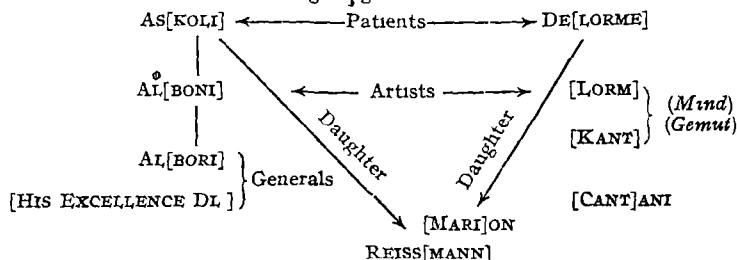 AS[KOLI] Patients DE[LORME]
AL[BONI] Artists [LORM] (Mind)
(Gemut)
Daughter Daughter [KANT]
AL[BORI]
Generals
[HIS EXCELLENCE DL] [CANT]ANI
[MARI]ON
REISS[MANN]